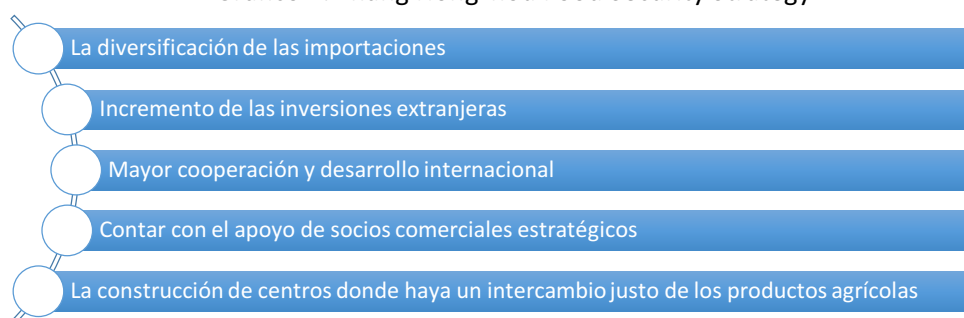 La diversificación de las importaciones
Incremento de las inversiones extranjeras
Mayor cooperación y desarrollo internacional
Contar con el apoyo de socios comerciales estratégicos
La construcción de centros donde haya un intercambio justo de los productos agrícolas